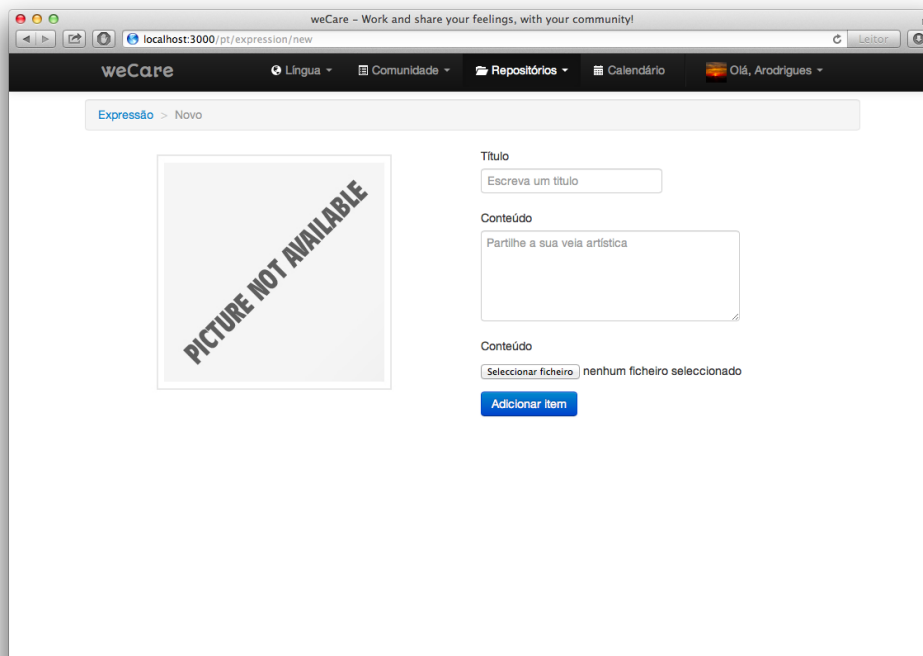 weCare – Work and share your feelings, with your community!
localhost:3000/pt/expression/new
Leitor
weCare
Língua
Comunidade
Repositórios
Calendário
Olá, Arodrigues
Expressão > Novo
PICTURE NOT AVAILABLE
Título
Escreva um titulo
Conteúdo
Partilhe a sua veia artística
Conteúdo
Seleccionar ficheiro nenhum ficheiro seleccionado
Adicionar item